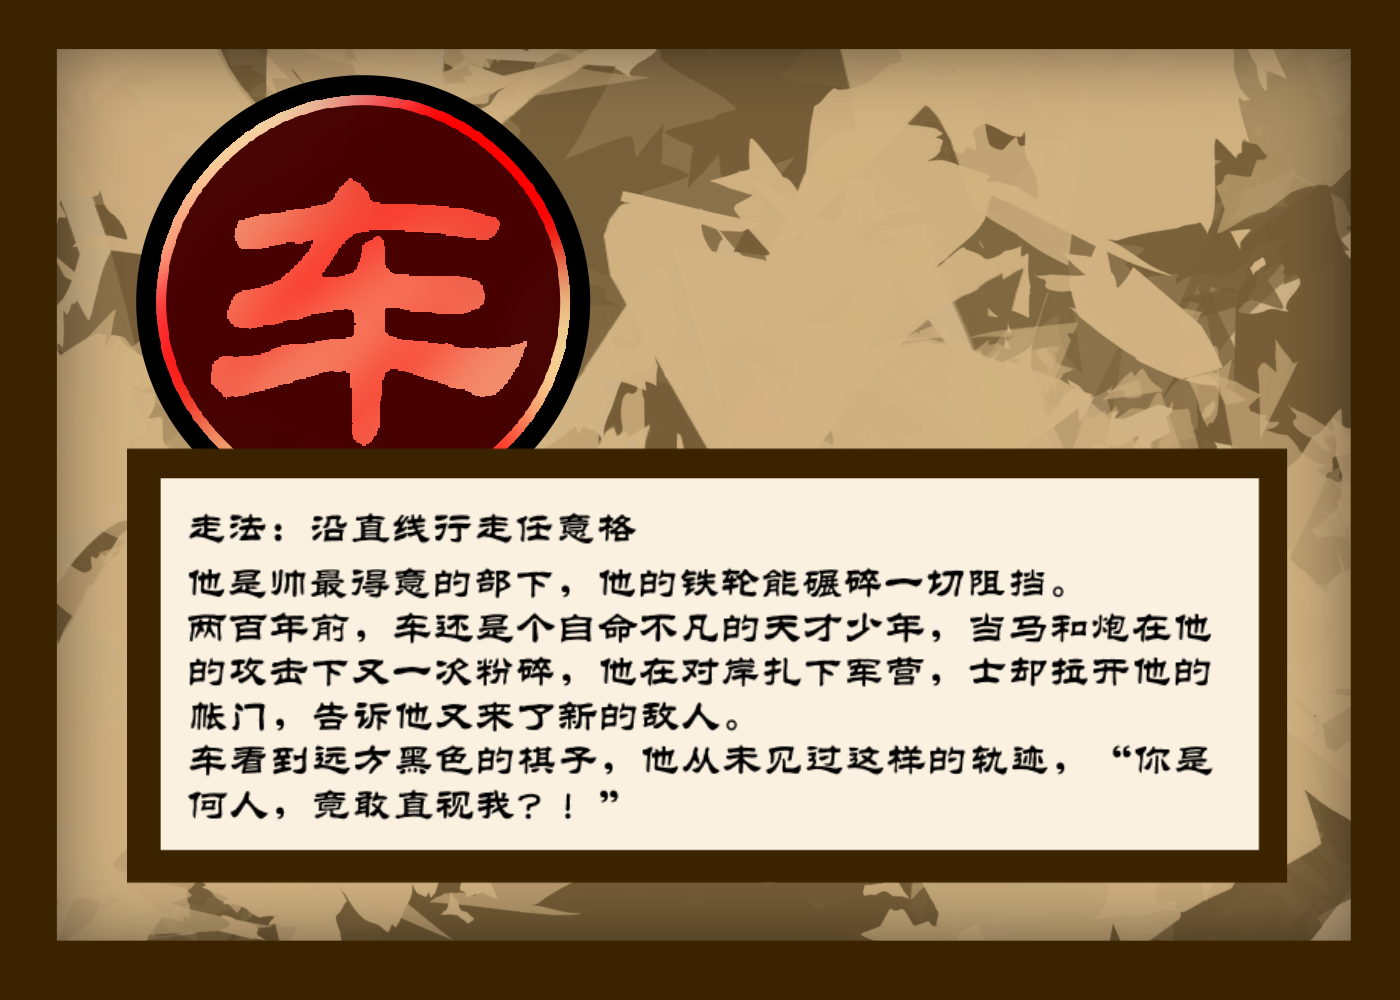 车
走法：沿直线行走任意格
他是帅最得意的部下，他的铁轮能碾碎一切阻挡。
两百年前，车还是个自命不凡的天才少年，当马和炮在他
的攻击下又一次粉碎，他在对岸扎下军营，士却拉开他的
帐门，告诉他又来了新的敌人。
车看到远方黑色的棋子，他从未见过这样的轨迹，“你是
何人，竟敢直视我？！”